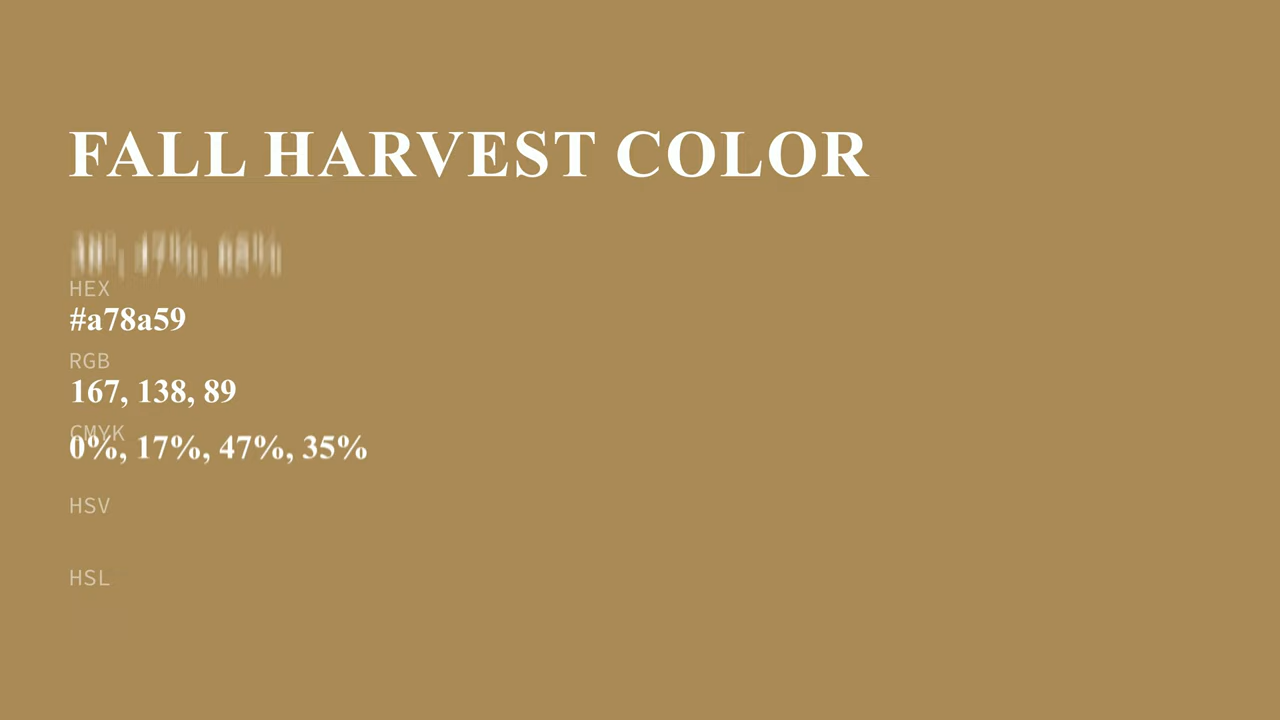 FALL HARVEST COLOR
HEX
#a78a59
RGB
167, 138, 89
CMYK
0%, 17%, 47%, 35%
HSV
HSL